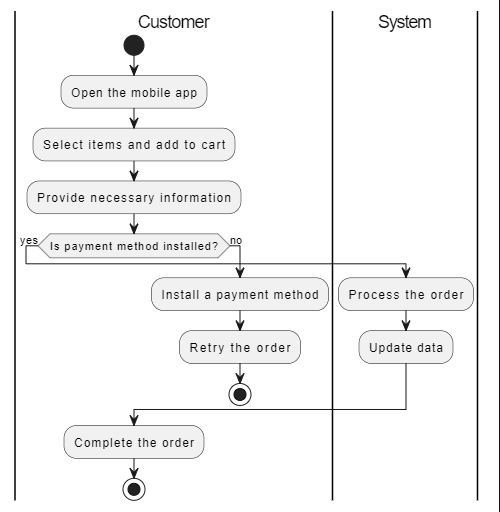 Customer
System
Open the mobile app
Select items and add to cart
Provide necessary information
yes
Is payment method installed?
no
Install a payment method
Process the order
Retry the order
Update data
Complete the order